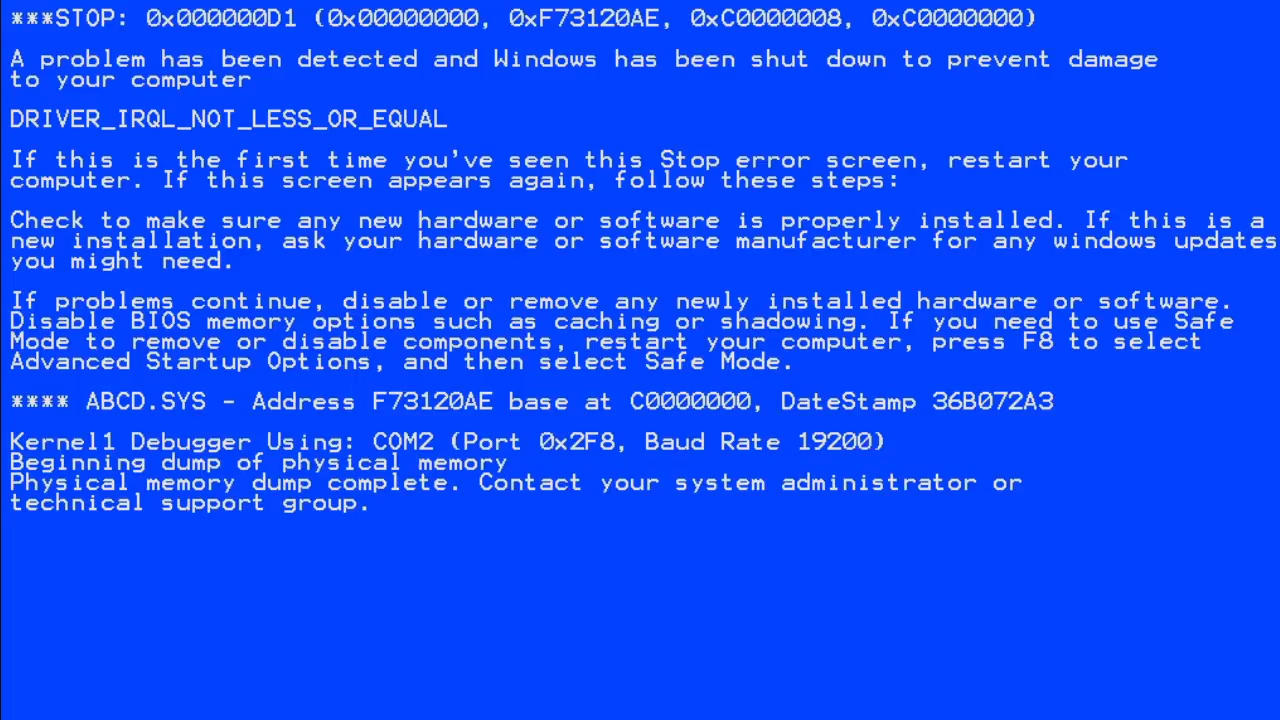 ***STOP: 0x000000D1 (0x00000000, 0xF73120AE, 0xC0000008, 0xC0000000)
A problem has been detected and Windows has been shut down to prevent damage
to your computer
DRIVER_IRQL_NOT_LESS_OR_EQUAL
If this is the first time you've seen this Stop error screen, restart your
computer. If this screen appears again, follow these steps:
Check to make sure any new hardware or software is properly installed. If this is a
new installation, ask your hardware or software manufacturer for any windows updates
you might need.
If problems continue, disable or remove any newly installed hardware or software.
Disable BIOS memory options such as caching or shadowing. If you need to use Safe
Mode to remove or disable components, restart your computer, press F8 to select
Advanced Startup Options, and then select Safe Mode.
**** ABCD.SYS - Address F73120AE base at C0000000, DateStamp 36B072A3
Kernel1 Debugger Using: COM2 (Port 0x2F8, Baud Rate 19200)
Beginning dump of physical memory
Physical memory dump complete. Contact your system administrator or
technical support group.